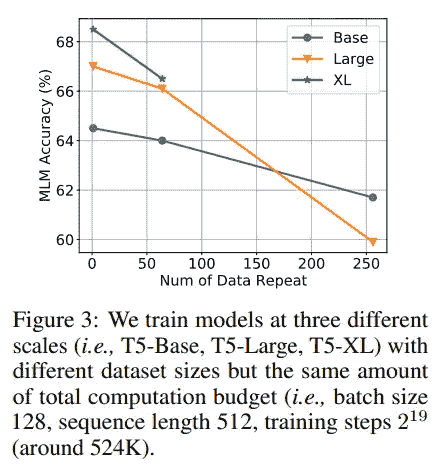 68
66
64
62
60
MLM Accuracy (%)
Base
Large
XL
0 50 100 150 200 250
Num of Data Repeat
Figure 3: We train models at three different
scales (i.e., T5-Base, T5-Large, T5-XL) with
different dataset sizes but the same amount
of total computation budget (i.e., batch size
128, sequence length 512, training steps 2¹⁹
(around 524K).